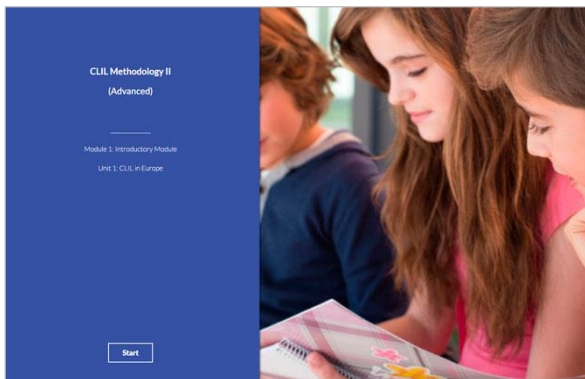 CLIL Methodology II
(Advanced)
Module 1: Introductory Module
Unit 1: CLIL in Europe
Start